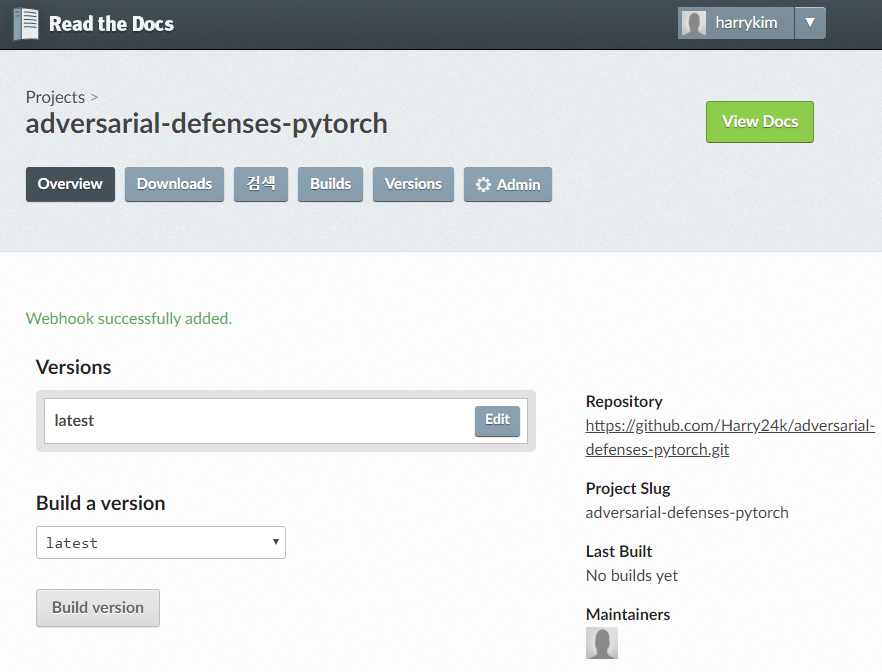 Read the Docs
harrykim
Projects >
adversarial-defenses-pytorch
View Docs
Overview
Downloads
검색
Builds
Versions
Admin
Webhook successfully added.
Versions
latest
Edit
Build a version
latest
Build version
Repository
https://github.com/Harry24k/adversarial-
defenses-pytorch.git
Project Slug
adversarial-defenses-pytorch
Last Built
No builds yet
Maintainers